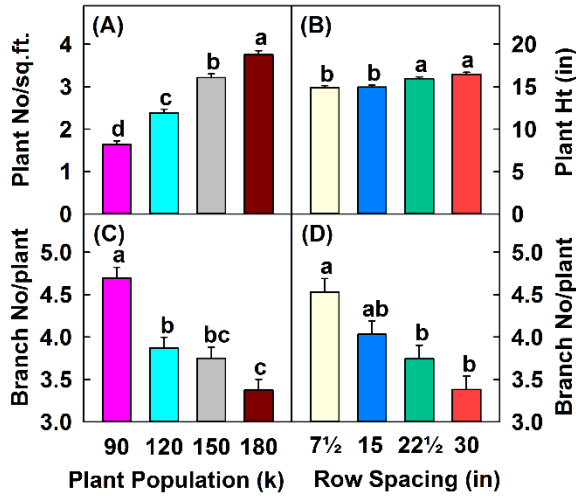 (A)
(B)
Plant No/sq.ft.
4
3
2
1
0
d
c
b
a
b
b
a
a
20
15
10
5
0
Plant Ht (in)
(C)
(D)
Branch No/plant
5.0
4.5
4.0
3.5
3.0
a
b
bc
c
a
ab
b
b
5.0
4.5
4.0
3.5
3.0
Branch No/plant
90 120 150 180
7½ 15 22½ 30
Plant Population (k)
Row Spacing (in)